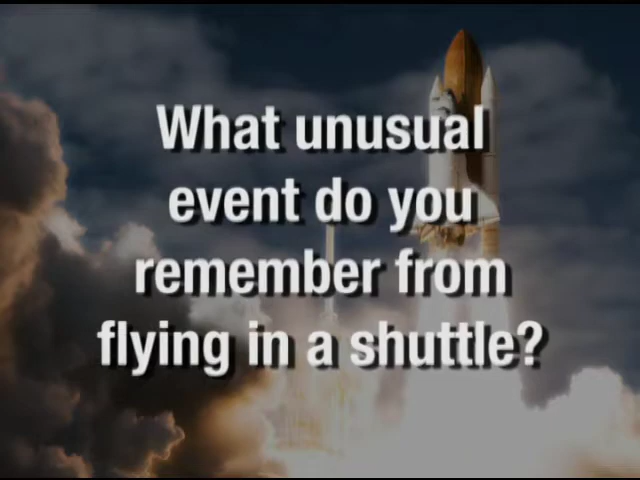 What unusual
event do you
remember from
flying in a shuttle?